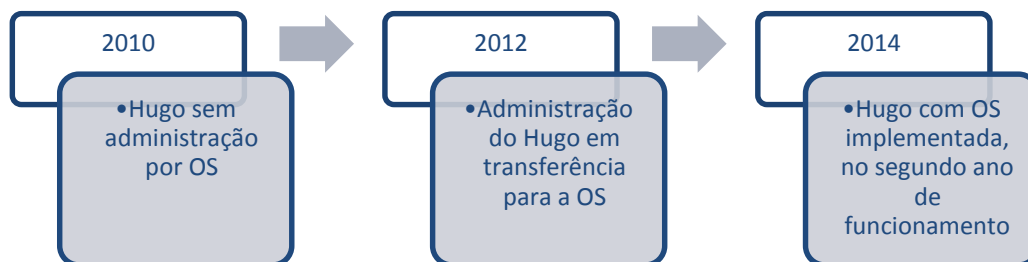 2010
•Hugo sem
administração
por OS
2012
•Administração
do Hugo em
transferência
para a OS
2014
•Hugo com OS
implementada,
no segundo ano
de
funcionamento